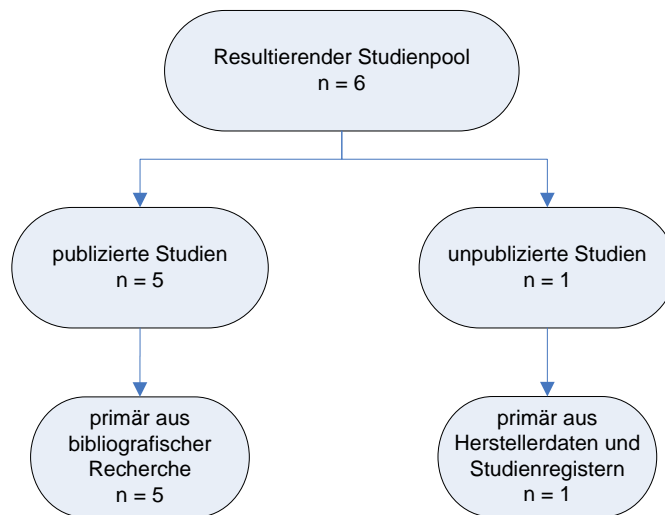 Resultierender Studienpool
n = 6
publizierte Studien
n = 5
unpublizierte Studien
n = 1
primär aus
bibliografischer
Recherche
n = 5
primär aus
Herstellerdaten und
Studienregistern
n = 1